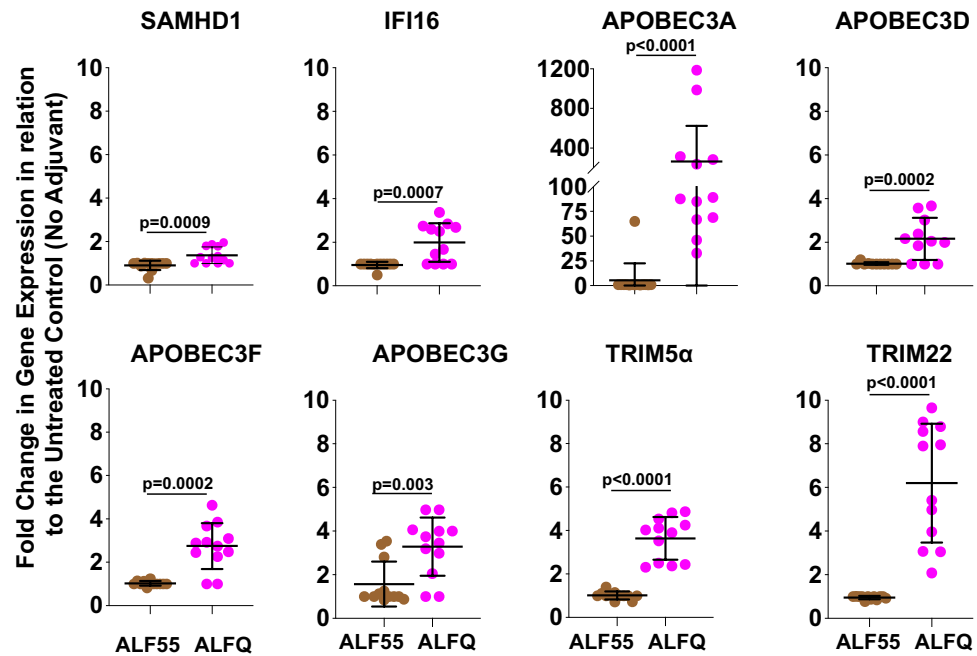 SAMHD1
IFI16
APOBEC3A
APOBEC3D
Fold Change in Gene Expression in relation
to the Untreated Control (No Adjuvant)
10
8
6
4
2
0
p=0.0009
10
8
6
4
2
0
p=0.0007
p<0.0001
1200
800
400
100
75
50
25
0
10
8
6
4
2
0
p=0.0002
APOBEC3F
APOBEC3G
TRIM5α
TRIM22
10
8
6
4
2
0
p=0.0002
ALF55 ALFQ
10
8
6
4
2
0
p=0.003
ALF55 ALFQ
10
8
6
4
2
0
p<0.0001
ALF55 ALFQ
p<0.0001
10
8
6
4
2
0
ALF55 ALFQ